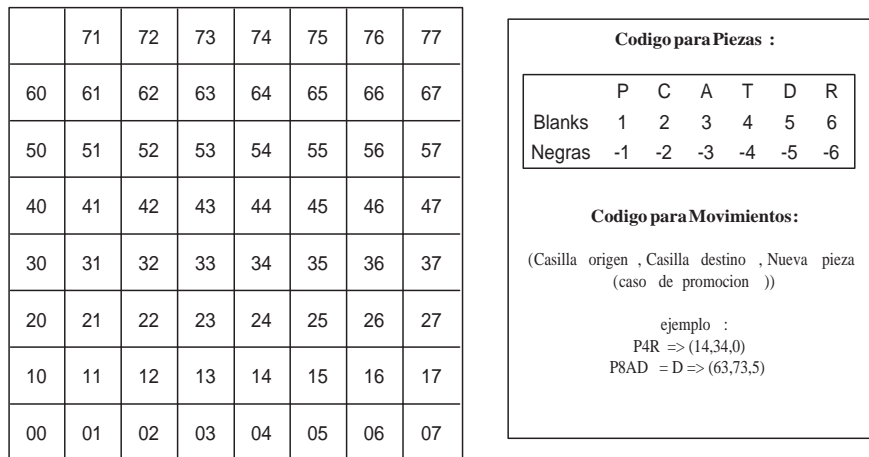 71 72 73 74 75 76 77
60 61 62 63 64 65 66 67
50 51 52 53 54 55 56 57
40 41 42 43 44 45 46 47
30 31 32 33 34 35 36 37
20 21 22 23 24 25 26 27
10 11 12 13 14 15 16 17
00 01 02 03 04 05 06 07
Codigo para Piezas :
P C A T D R
Blanks 1 2 3 4 5 6
Negras -1 -2 -3 -4 -5 -6
Codigo para Movimientos:
(Casilla origen , Casilla destino , Nueva pieza
(caso de promocion ))
ejemplo :
P4R => (14,34,0)
P8AD = D => (63,73,5)